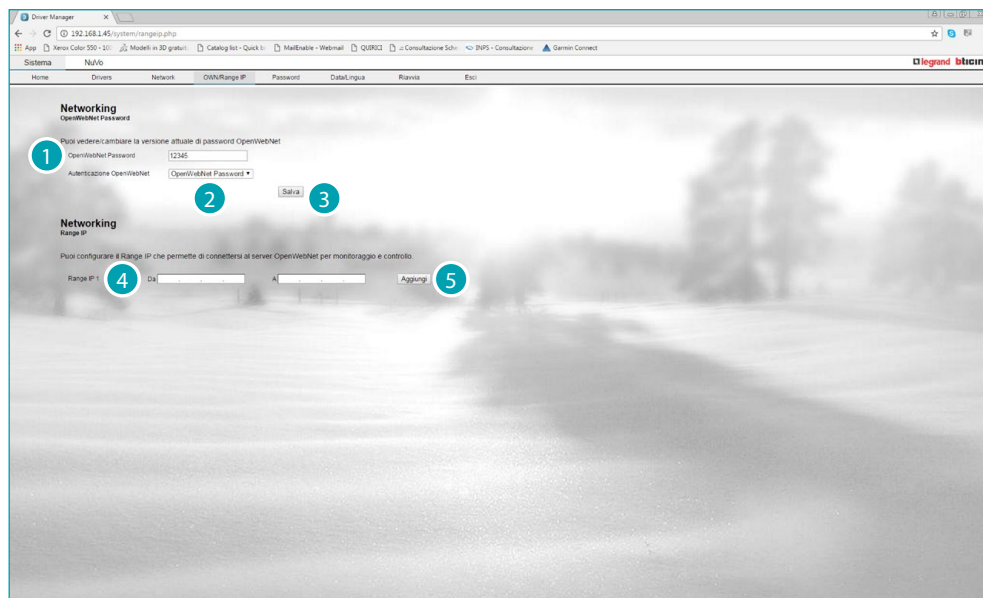 Driver Manager
192.168.1.45/system/rangeip.php
App Xerox Color 550 - 10 Modelli in 3D gratuiti Catalog list - Quick MailEnable - Webmail QUIRICI :: Consultazione Sche INPS - Consultazione Garmin Connect
Sistema NuVo
legrand bticin
Home Drivers Network OWN/Range IP Password Data/Lingua Riavvia Esci
Networking
OpenWebNet Password
Puoi vedere/cambiare la versione attuale di password OpenWebNet
1 OpenWebNet Password 12345
Autenticazione OpenWebNet OpenWebNet Password
2 Salva 3
Networking
Range IP
Puoi configurare il Range IP che permette di connettersi al server OpenWebNet per monitoraggio e controllo.
Range IP 1 4 Da . . . A . . . Aggiungi 5